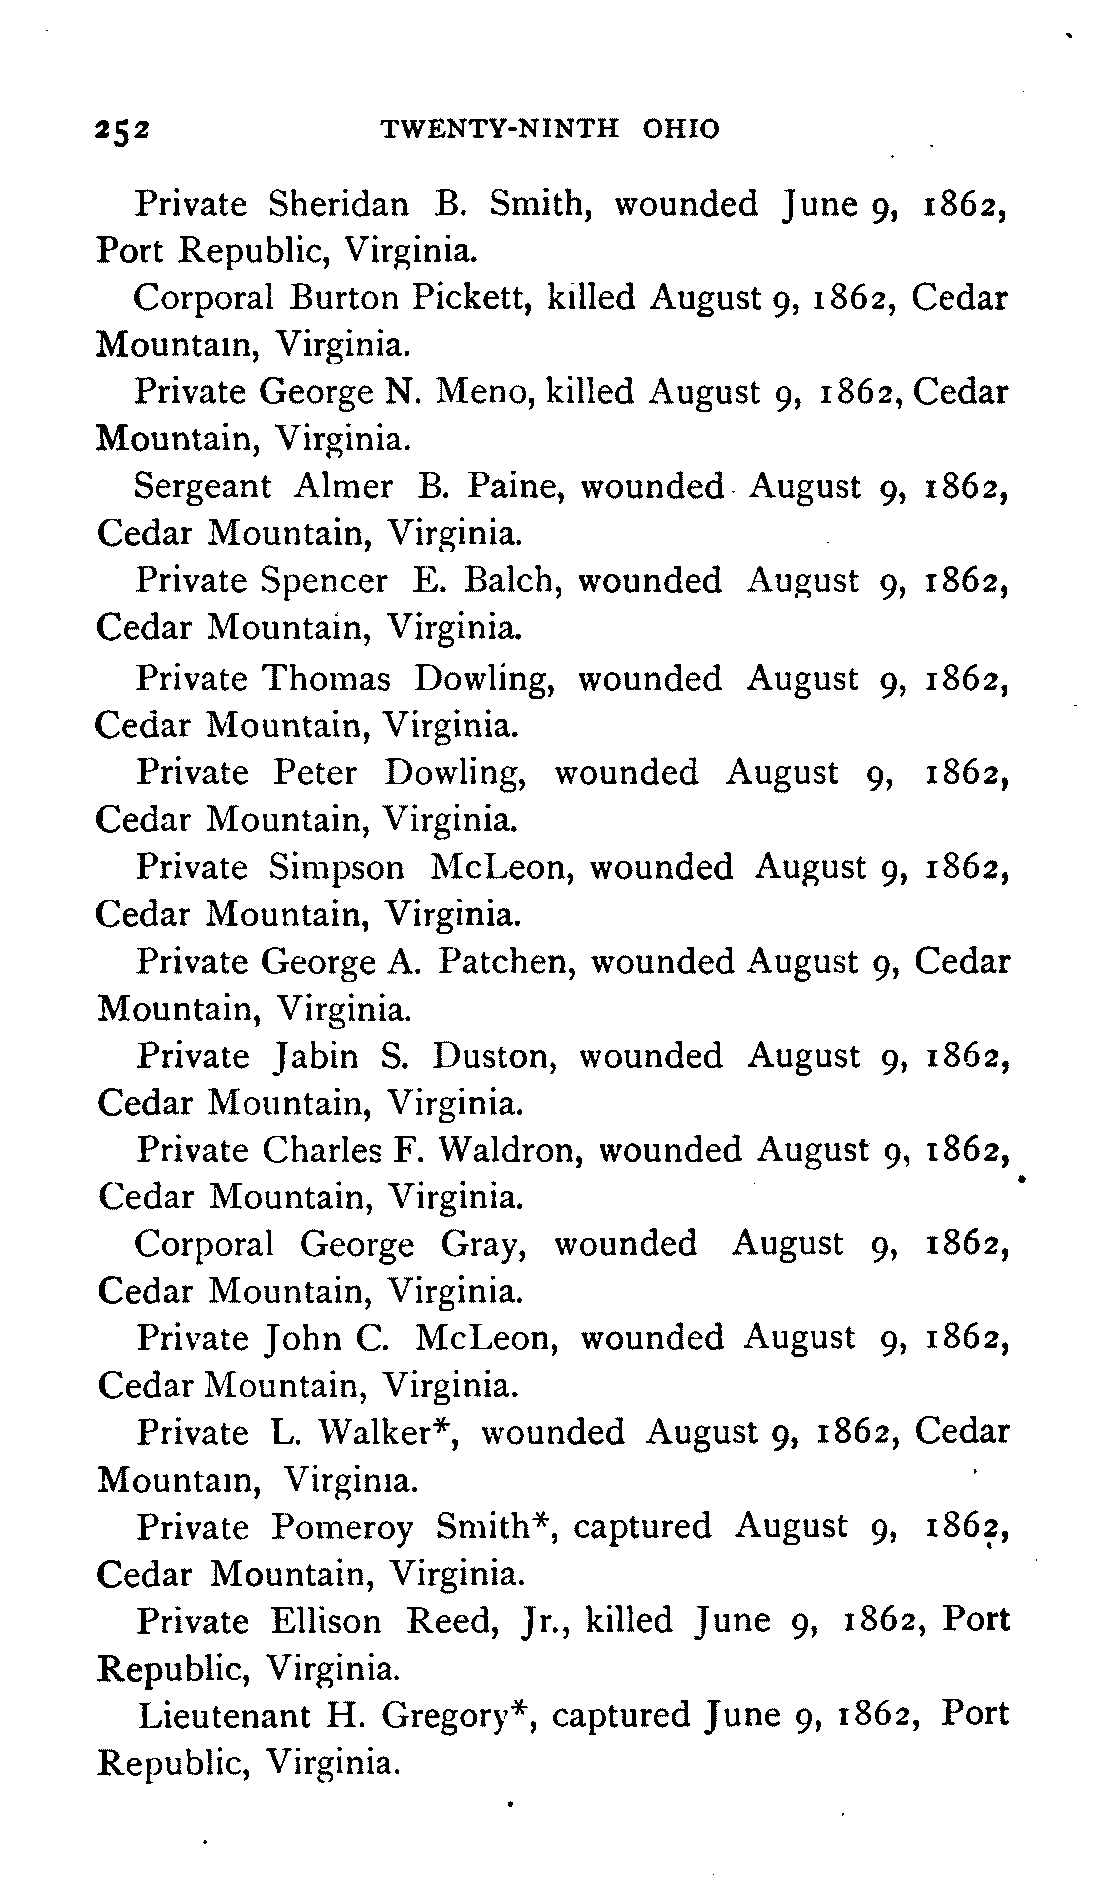 252 TWENTY-NINTH OHIO
Private Sheridan B. Smith, wounded June 9, 1862,
Port Republic, Virginia.
Corporal Burton Pickett, killed August 9, 1862, Cedar
Mountain, Virginia.
Private George N. Meno, killed August 9, 1862, Cedar
Mountain, Virginia.
Sergeant Almer B. Paine, wounded August 9, 1862,
Cedar Mountain, Virginia.
Private Spencer E. Balch, wounded August 9, 1862,
Cedar Mountain, Virginia.
Private Thomas Dowling, wounded August 9, 1862,
Cedar Mountain, Virginia.
Private Peter Dowling, wounded August 9, 1862,
Cedar Mountain, Virginia.
Private Simpson McLeon, wounded August 9, 1862,
Cedar Mountain, Virginia.
Private George A. Patchen, wounded August 9, Cedar
Mountain, Virginia.
Private Jabin S. Duston, wounded August 9, 1862,
Cedar Mountain, Virginia.
Private Charles F. Waldron, wounded August 9, 1862,
Cedar Mountain, Virginia.
Corporal George Gray, wounded August 9, 1862,
Cedar Mountain, Virginia.
Private John C. McLeon, wounded August 9, 1862,
Cedar Mountain, Virginia.
Private L. Walker*, wounded August 9, 1862, Cedar
Mountain, Virginia.
Private Pomeroy Smith*, captured August 9, 1862,
Cedar Mountain, Virginia.
Private Ellison Reed, Jr., killed June 9, 1862, Port
Republic, Virginia.
Lieutenant H. Gregory*, captured June 9, 1862, Port
Republic, Virginia.